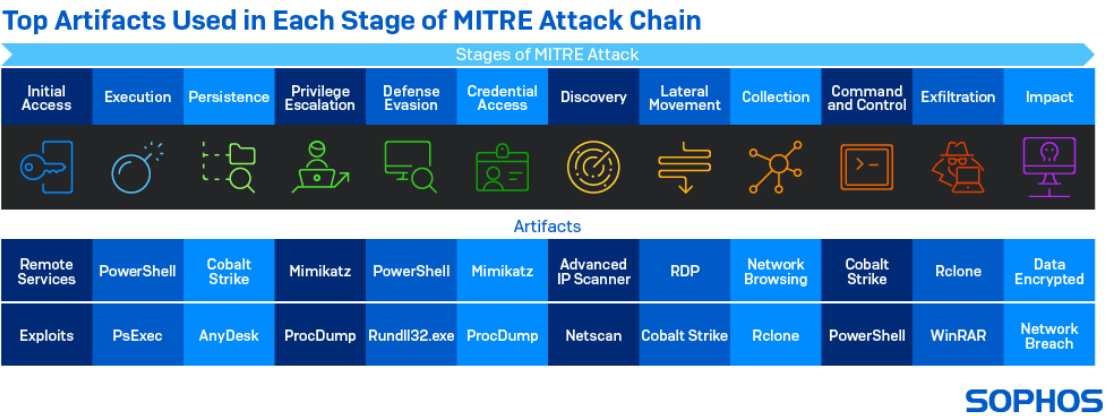 Top Artifacts Used in Each Stage of MITRE Attack Chain
Stages of MITRE Attack
Initial Access
Execution
Persistence
Privilege Escalation
Defense Evasion
Credential Access
Discovery
Lateral Movement
Collection
Command and Control
Exfiltration
Impact
>-
Artifacts
Remote Services
PowerShell
Cobalt Strike
Mimikatz
PowerShell
Mimikatz
Advanced IP Scanner
RDP
Network Browsing
Cobalt Strike
Rclone
Data Encrypted
Exploits
PsExec
AnyDesk
ProcDump
Rundll32.exe
ProcDump
Netscan
Cobalt Strike
Rclone
PowerShell
WinRAR
Network Breach
SOPHOS